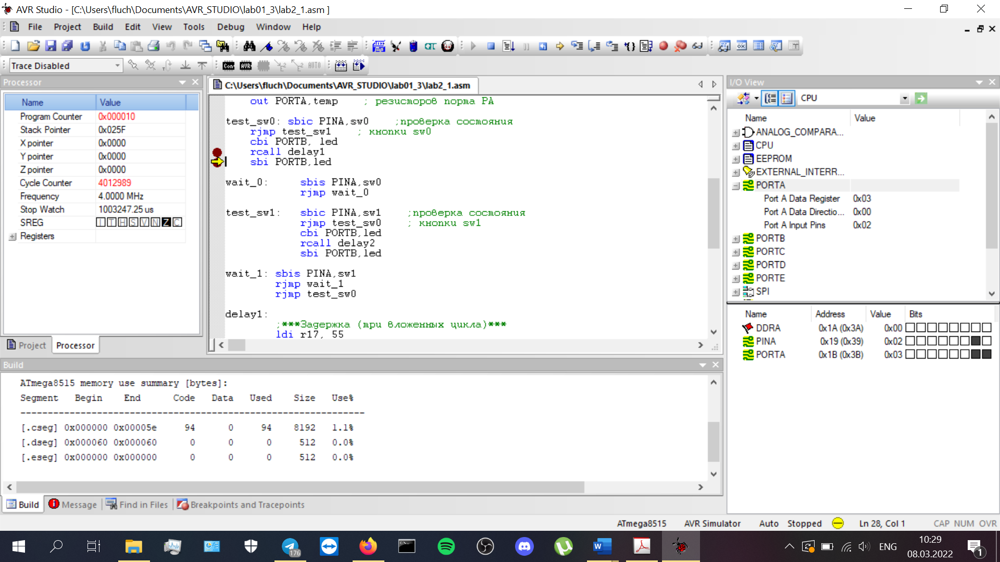 AVR Studio - [C:\Users\fluch\Documents\AVR_STUDIO\lab01_3\lab2_1.asm ]
File Project Build Edit View Tools Debug Window Help
Trace Disabled
Con AVR AUTO
Processor
Name Value
Program Counter 0x000010
Stack Pointer 0x025F
X pointer 0x0000
Y pointer 0x0000
Z pointer 0x0000
Cycle Counter 4012989
Frequency 4.0000 MHz
Stop Watch 1003247.25 us
SREG I T H S V N Z C
Registers
Project Processor
C:\Users\fluch\Documents\AVR_STUDIO\lab01_3\lab2_1.asm
out PORTA,temp ; резисторов порта PA
test_sw0: sbic PINA,sw0 ;проверка состояния
rjmp test_sw1 ; кнопки sw0
cbi PORTB, led
rcall delay1
sbi PORTB,led
wait_0: sbis PINA,sw0
rjmp wait_0
test_sw1: sbic PINA,sw1 ;проверка состояния
rjmp test_sw0 ; кнопки sw1
cbi PORTB,led
rcall delay2
sbi PORTB,led
wait_1: sbis PINA,sw1
rjmp wait_1
rjmp test_sw0
delay1:
;***Задержка (три вложенных цикла)***
ldi r17, 55
I/O View
CPU
Name Value
ANALOG_COMPARA...
CPU
EEPROM
EXTERNAL_INTERR...
PORTA
Port A Data Register 0x03
Port A Data Directio... 0x00
Port A Input Pins 0x02
PORTB
PORTC
PORTD
PORTE
SPI
Name Address Value Bits
DDRA 0x1A (0x3A) 0x00
PINA 0x19 (0x39) 0x02
PORTA 0x1B (0x3B) 0x03
Build
ATmega8515 memory use summary [bytes]:
Segment Begin End Code Data Used Size Use%
---------------------------------------------------------------
[.cseg] 0x000000 0x00005e 94 0 94 8192 1.1%
[.dseg] 0x000060 0x000060 0 0 0 512 0.0%
[.eseg] 0x000000 0x000000 0 0 0 512 0.0%
Build Message Find in Files Breakpoints and Tracepoints
ATmega8515 AVR Simulator Auto Stopped Ln 28, Col 1 CAP NUM OVR
176
ENG
10:29
08.03.2022
1